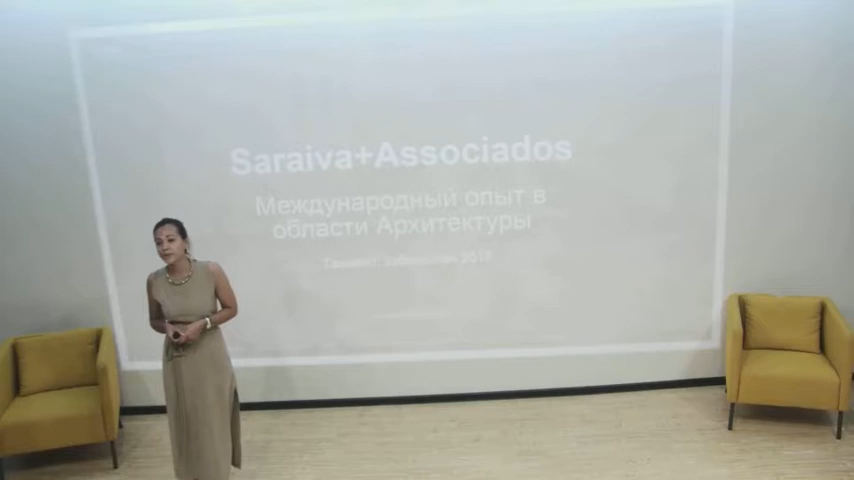 Saraiva+Associados
Международный опыт в
области Архитектуры